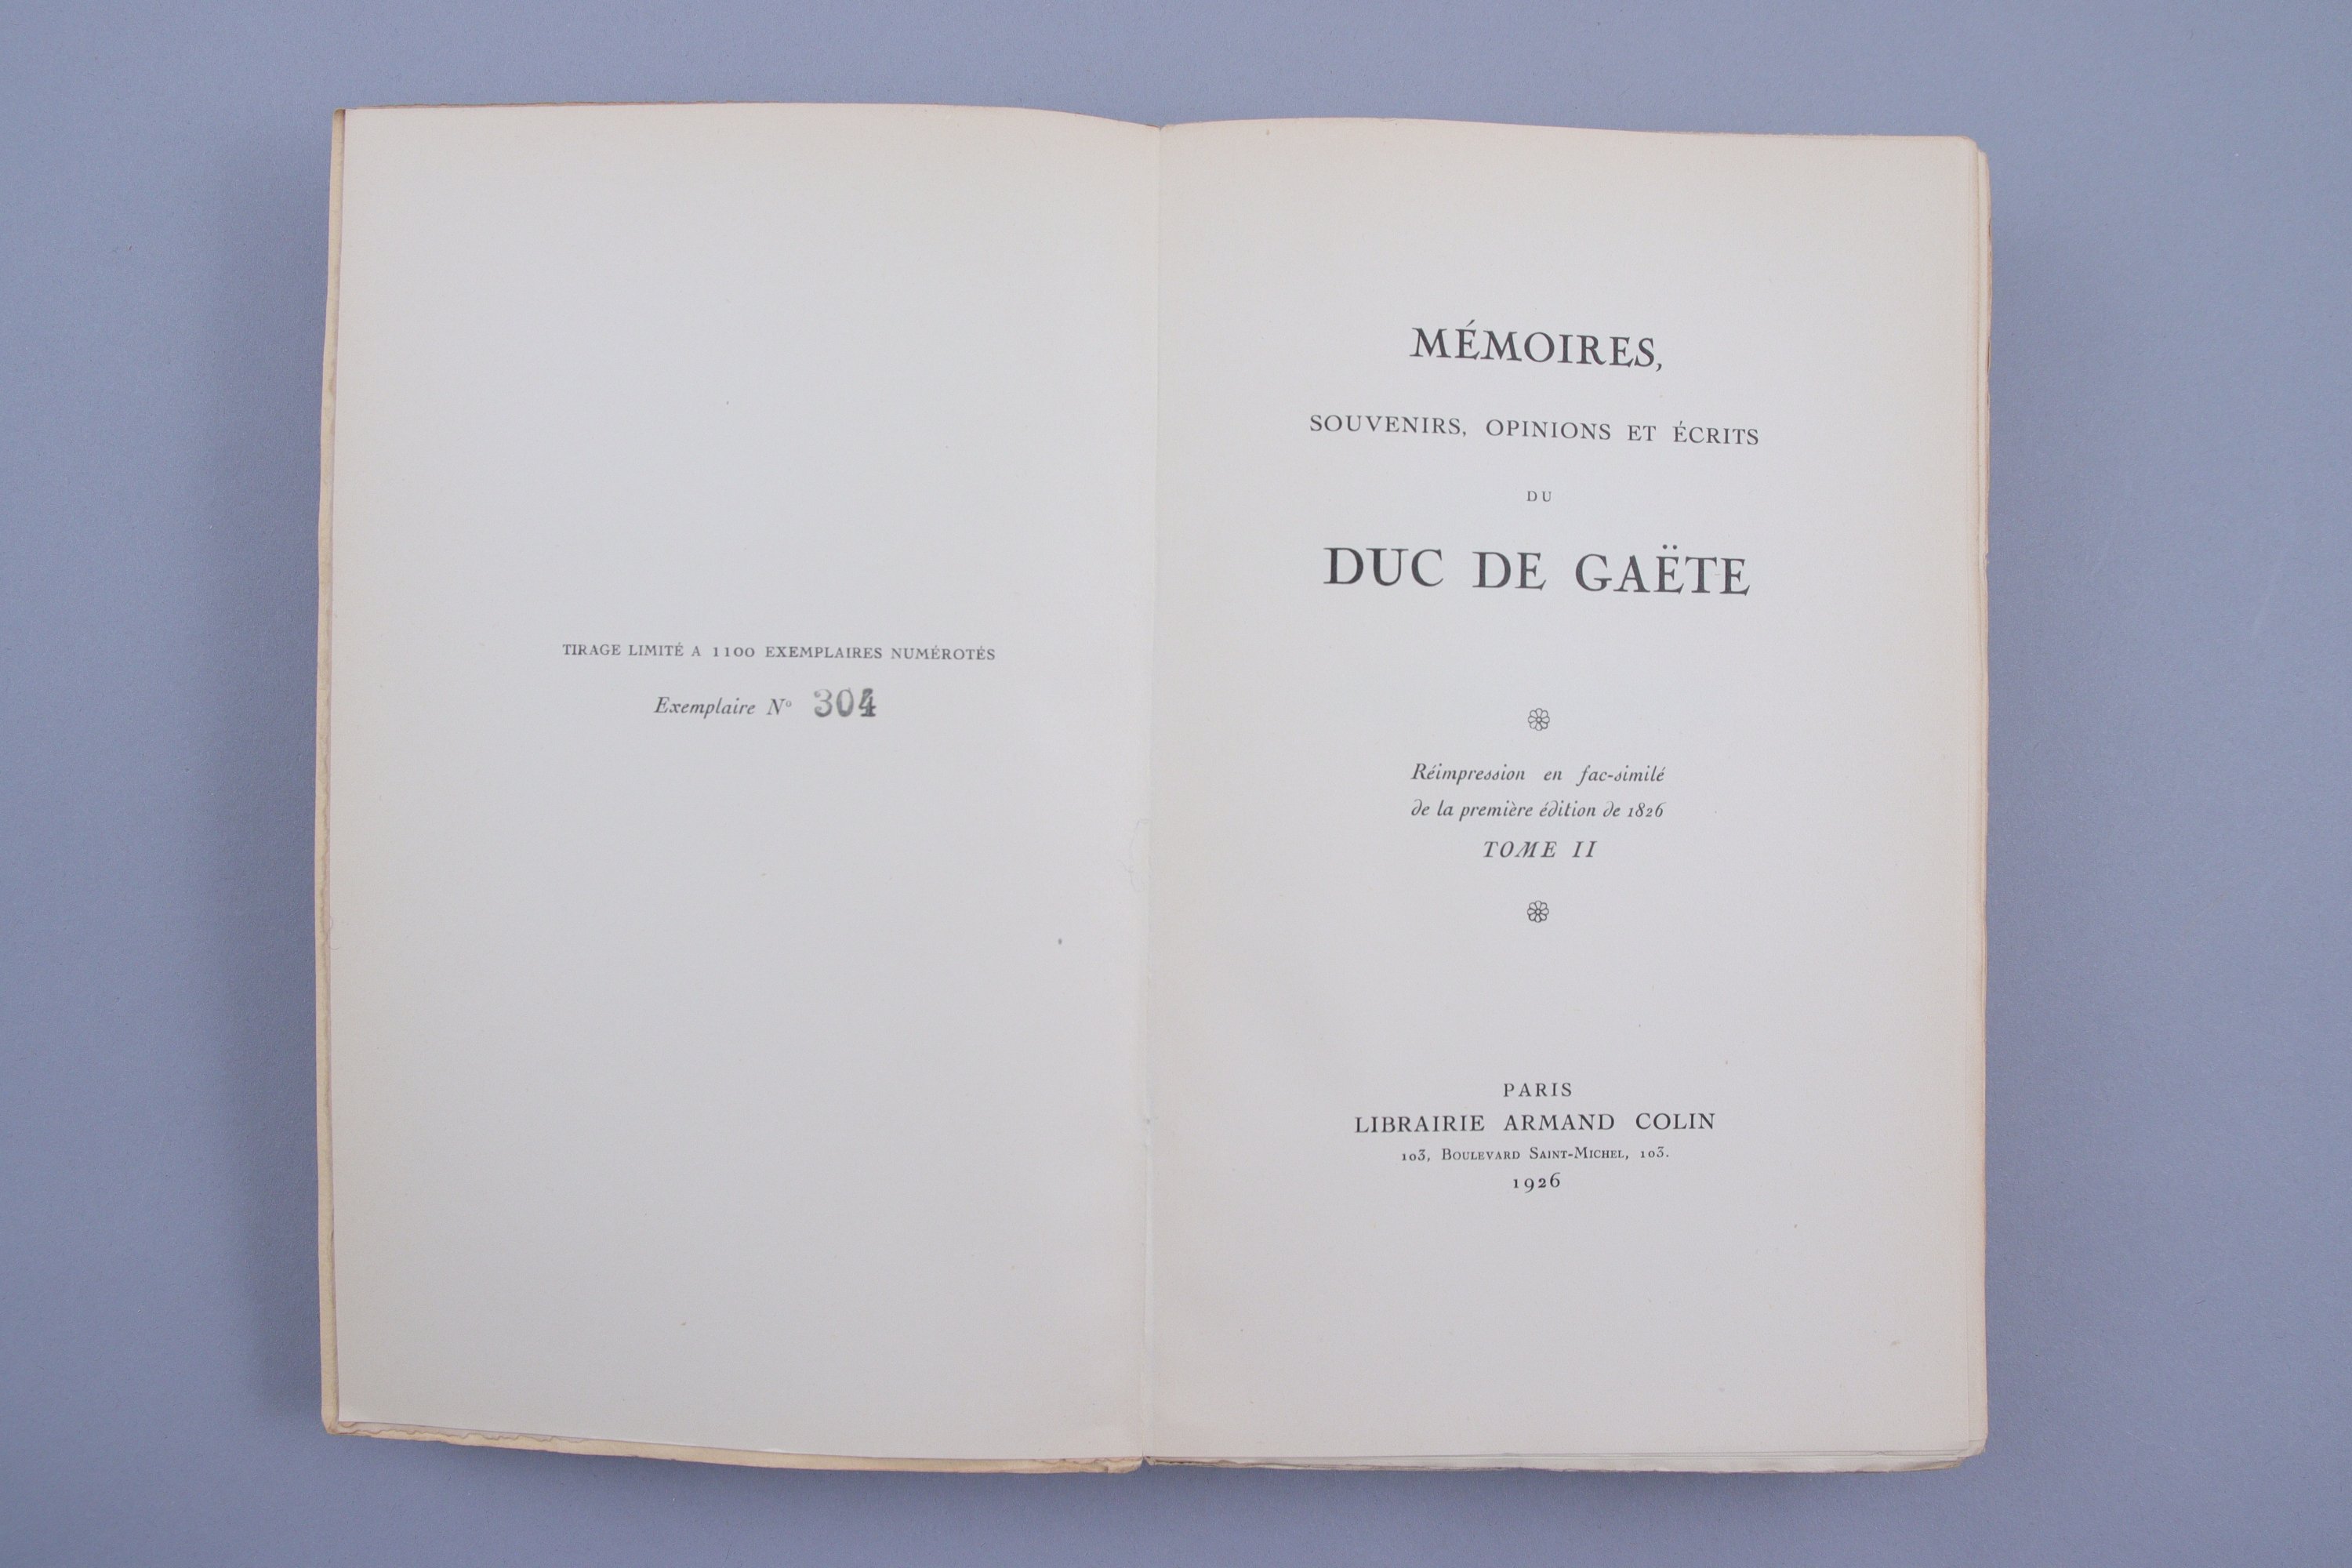 TIRAGE LIMITÉ A 1100 EXEMPLAIRES NUMÉROTÉS
Exemplaire Nº 304
MÉMOIRES,
SOUVENIRS, OPINIONS ET ÉCRITS
DU
DUC DE GAËTE
Réimpression en fac-similé
de la première édition de 1826
TOME II
PARIS
LIBRAIRIE ARMAND COLIN
103, BOULEVARD SAINT-MICHEL, 103.
1926